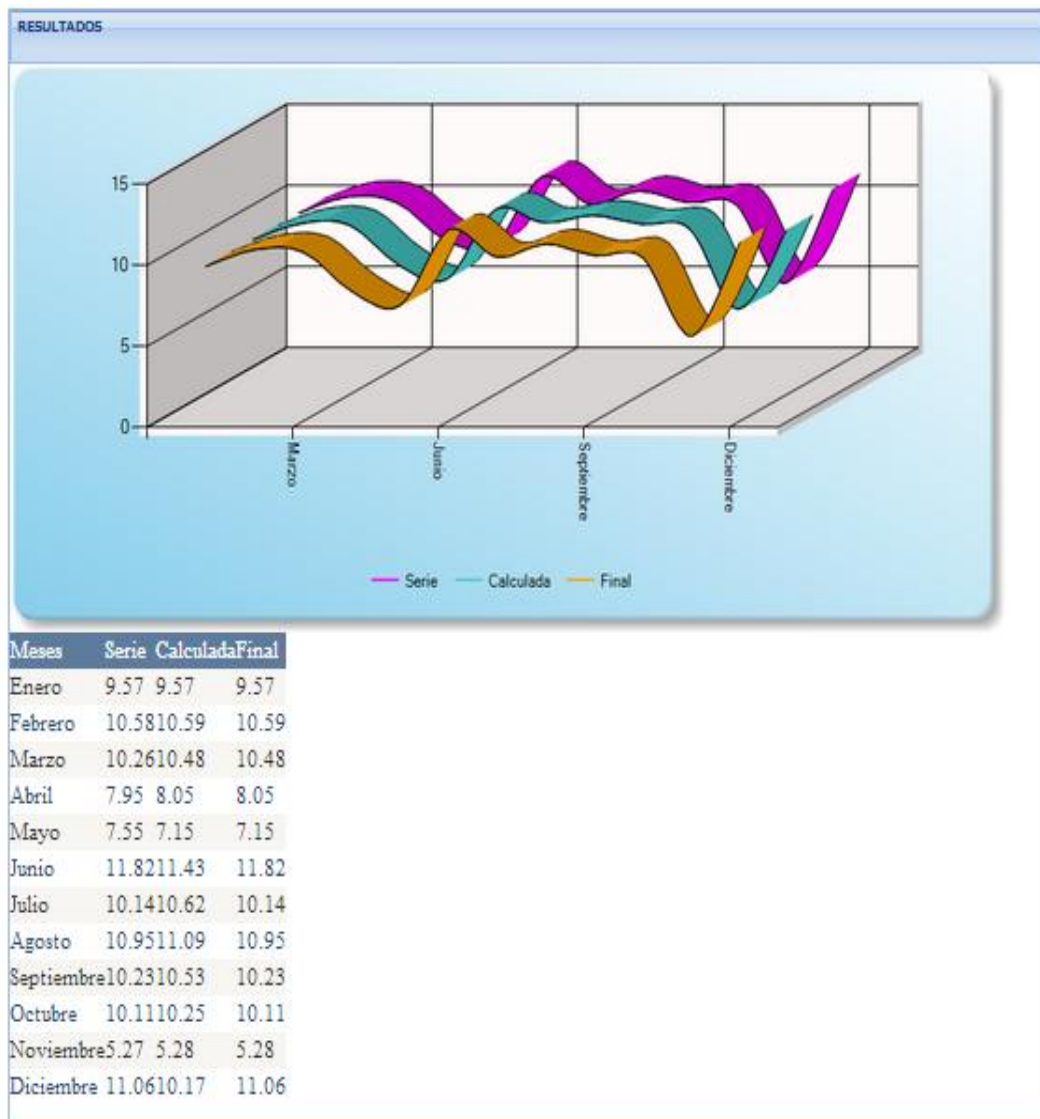 RESULTADOS
15
10
5
0
Marzo
Junio
Septiembre
Diciembre
Serie Calculada Final
Meses Serie Calculada Final
Enero 9.57 9.57 9.57
Febrero 10.58 10.59 10.59
Marzo 10.26 10.48 10.48
Abril 7.95 8.05 8.05
Mayo 7.55 7.15 7.15
Junio 11.82 11.43 11.82
Julio 10.14 10.62 10.14
Agosto 10.95 11.09 10.95
Septiembre 10.23 10.53 10.23
Octubre 10.11 10.25 10.11
Noviembre 5.27 5.28 5.28
Diciembre 11.06 10.17 11.06